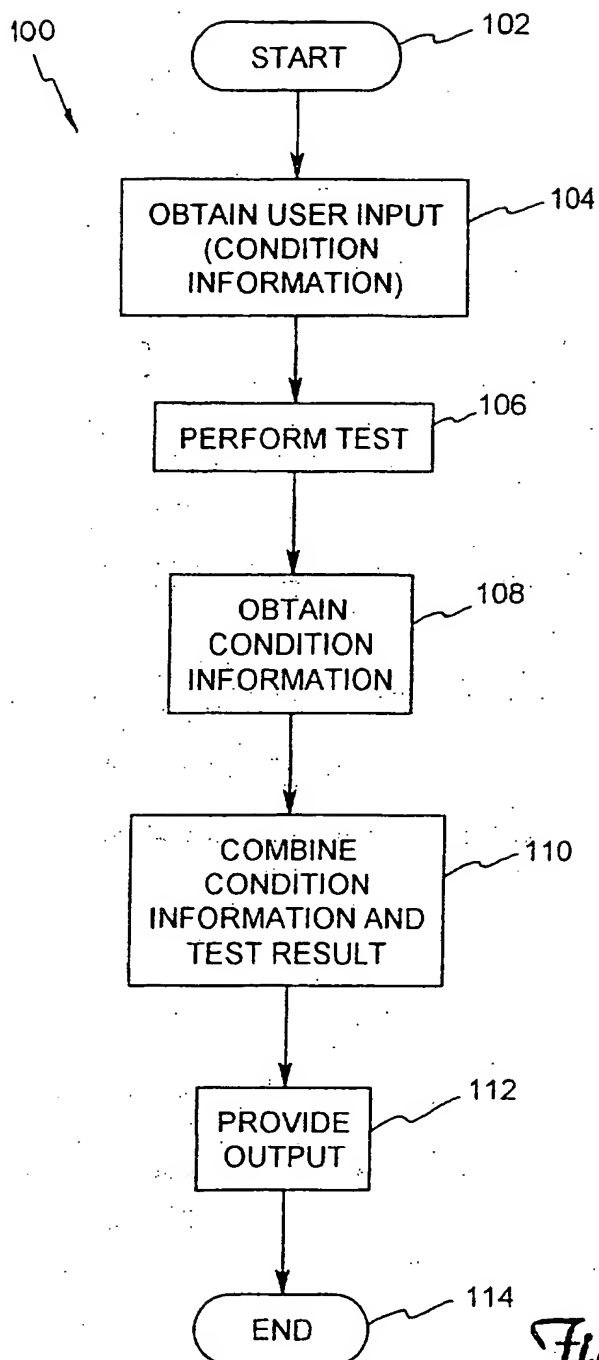 100
START
102
OBTAIN USER INPUT
(CONDITION
INFORMATION)
104
PERFORM TEST
106
OBTAIN
CONDITION
INFORMATION
108
COMBINE
CONDITION
INFORMATION AND
TEST RESULT
110
PROVIDE
OUTPUT
112
END
114